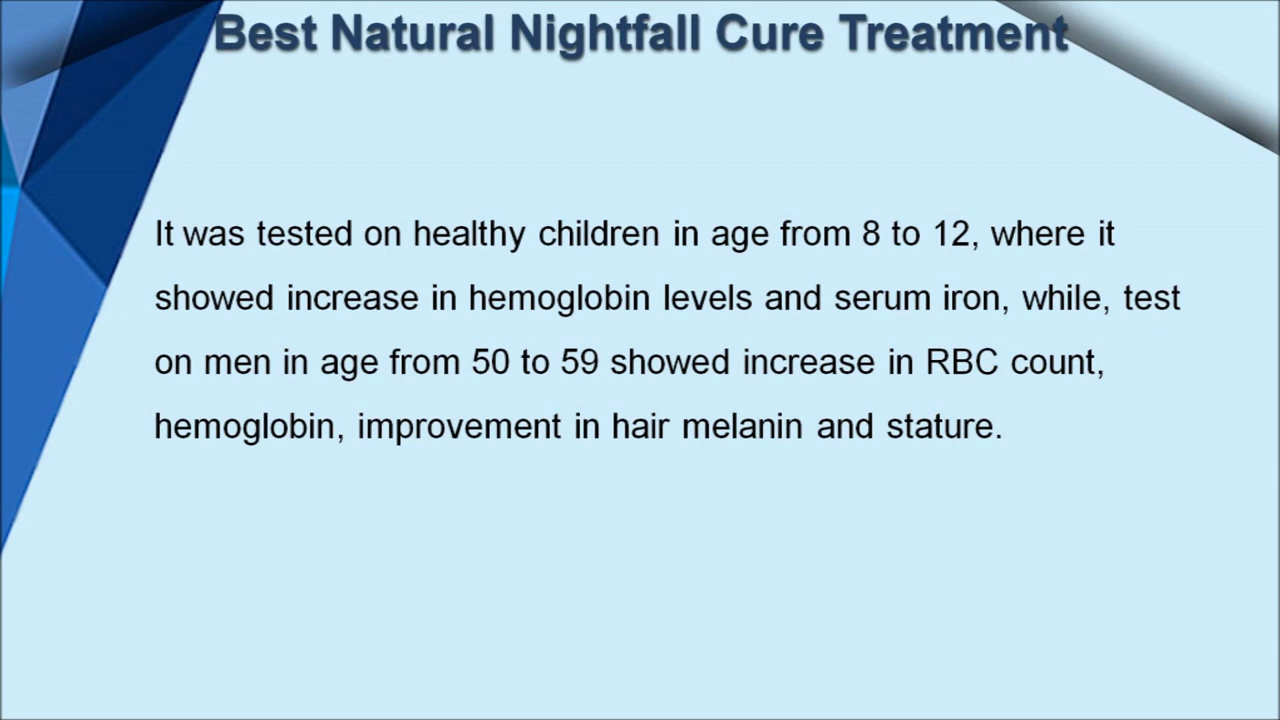 Best Natural Nightfall Cure Treatment
It was tested on healthy children in age from 8 to 12, where it
showed increase in hemoglobin levels and serum iron, while, test
on men in age from 50 to 59 showed increase in RBC count,
hemoglobin, improvement in hair melanin and stature.